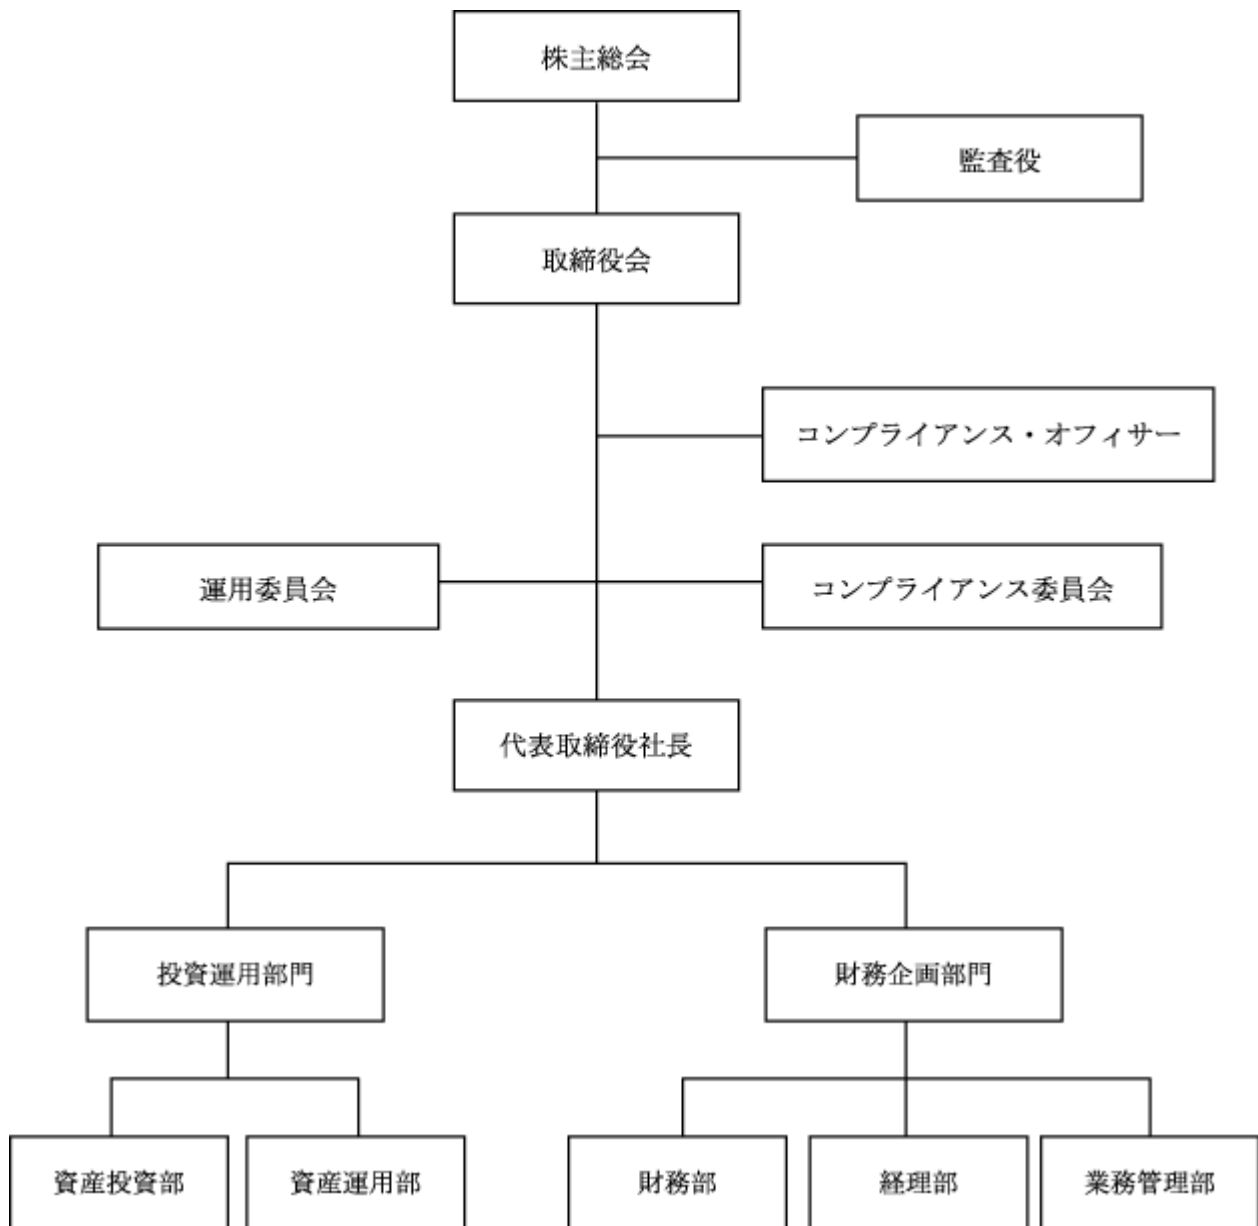 株主総会
監査役
取締役会
コンプライアンス・オフィサー
運用委員会
コンプライアンス委員会
代表取締役社長
投資運用部門
財務企画部門
資産投資部
資産運用部
財務部
経理部
業務管理部